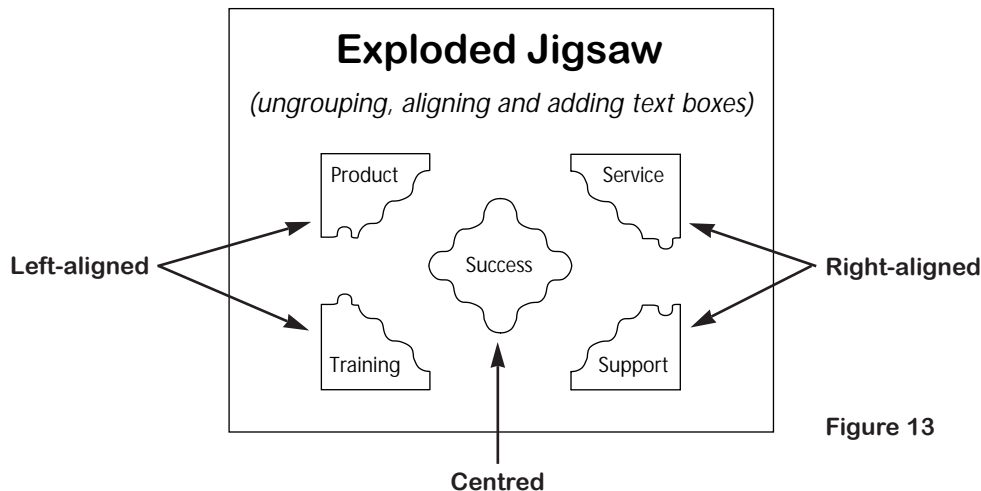 Exploded Jigsaw
(ungrouping, aligning and adding text boxes)
Product
Service
Left-aligned
Success
Right-aligned
Training
Support
Figure 13
Centred